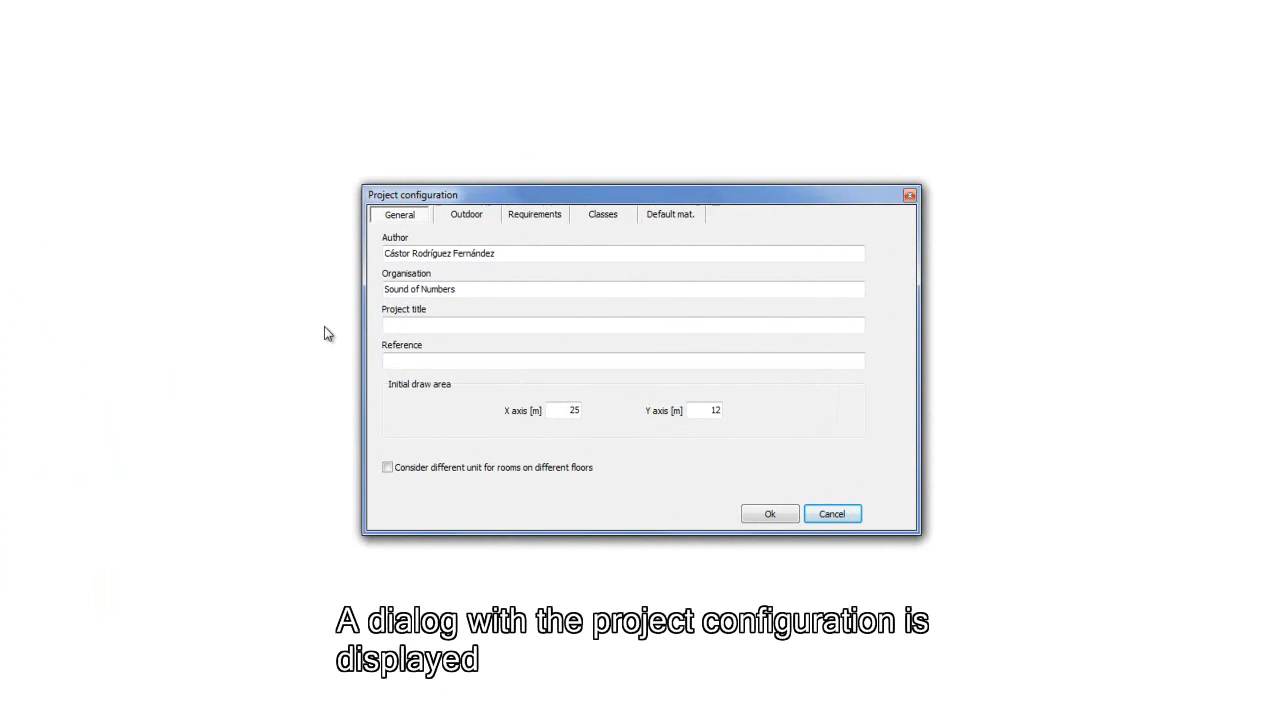 Project configuration
General Outdoor Requirements Classes Default mat.
Author
Cástor Rodríguez Fernández
Organisation
Sound of Numbers
Project title
Reference
Initial draw area
X axis [m] 25 Y axis [m] 12
Consider different unit for rooms on different floors
Ok Cancel
A dialog with the project configuration is
displayed